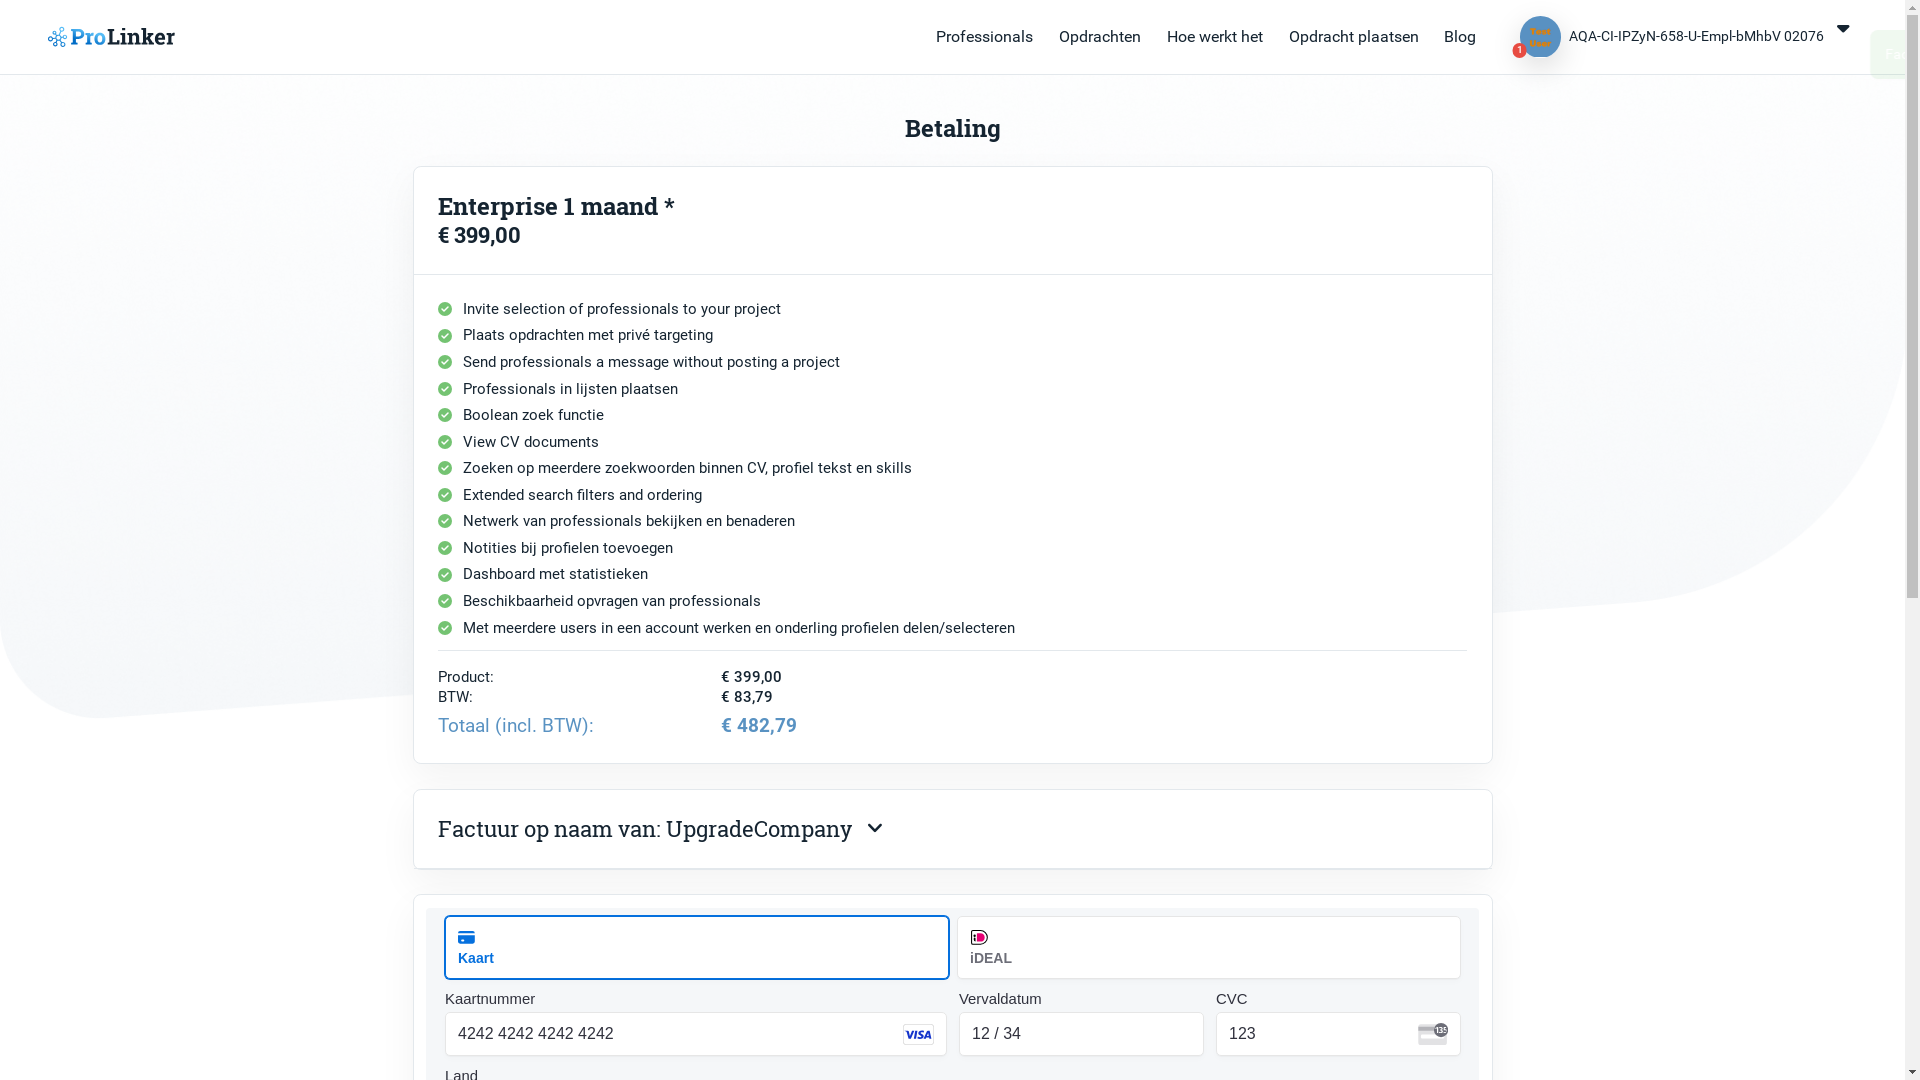 ProLinker
Professionals
Opdrachten
Hoe werkt het
Opdracht plaatsen
Blog
Test
User
1
AQA-CI-IPZyN-658-U-Empl-bMhbV 02076
Betaling
Enterprise 1 maand *
€ 399,00
Invite selection of professionals to your project
Plaats opdrachten met privé targeting
Send professionals a message without posting a project
Professionals in lijsten plaatsen
Boolean zoek functie
View CV documents
Zoeken op meerdere zoekwoorden binnen CV, profiel tekst en skills
Extended search filters and ordering
Netwerk van professionals bekijken en benaderen
Notities bij profielen toevoegen
Dashboard met statistieken
Beschikbaarheid opvragen van professionals
Met meerdere users in een account werken en onderling profielen delen/selecteren
Product: € 399,00
BTW: € 83,79
Totaal (incl. BTW): € 482,79
Factuur op naam van: UpgradeCompany
Kaart
iDEAL
Kaartnummer
Vervaldatum
CVC
4242 4242 4242 4242
VISA
12 / 34
123
135
Land